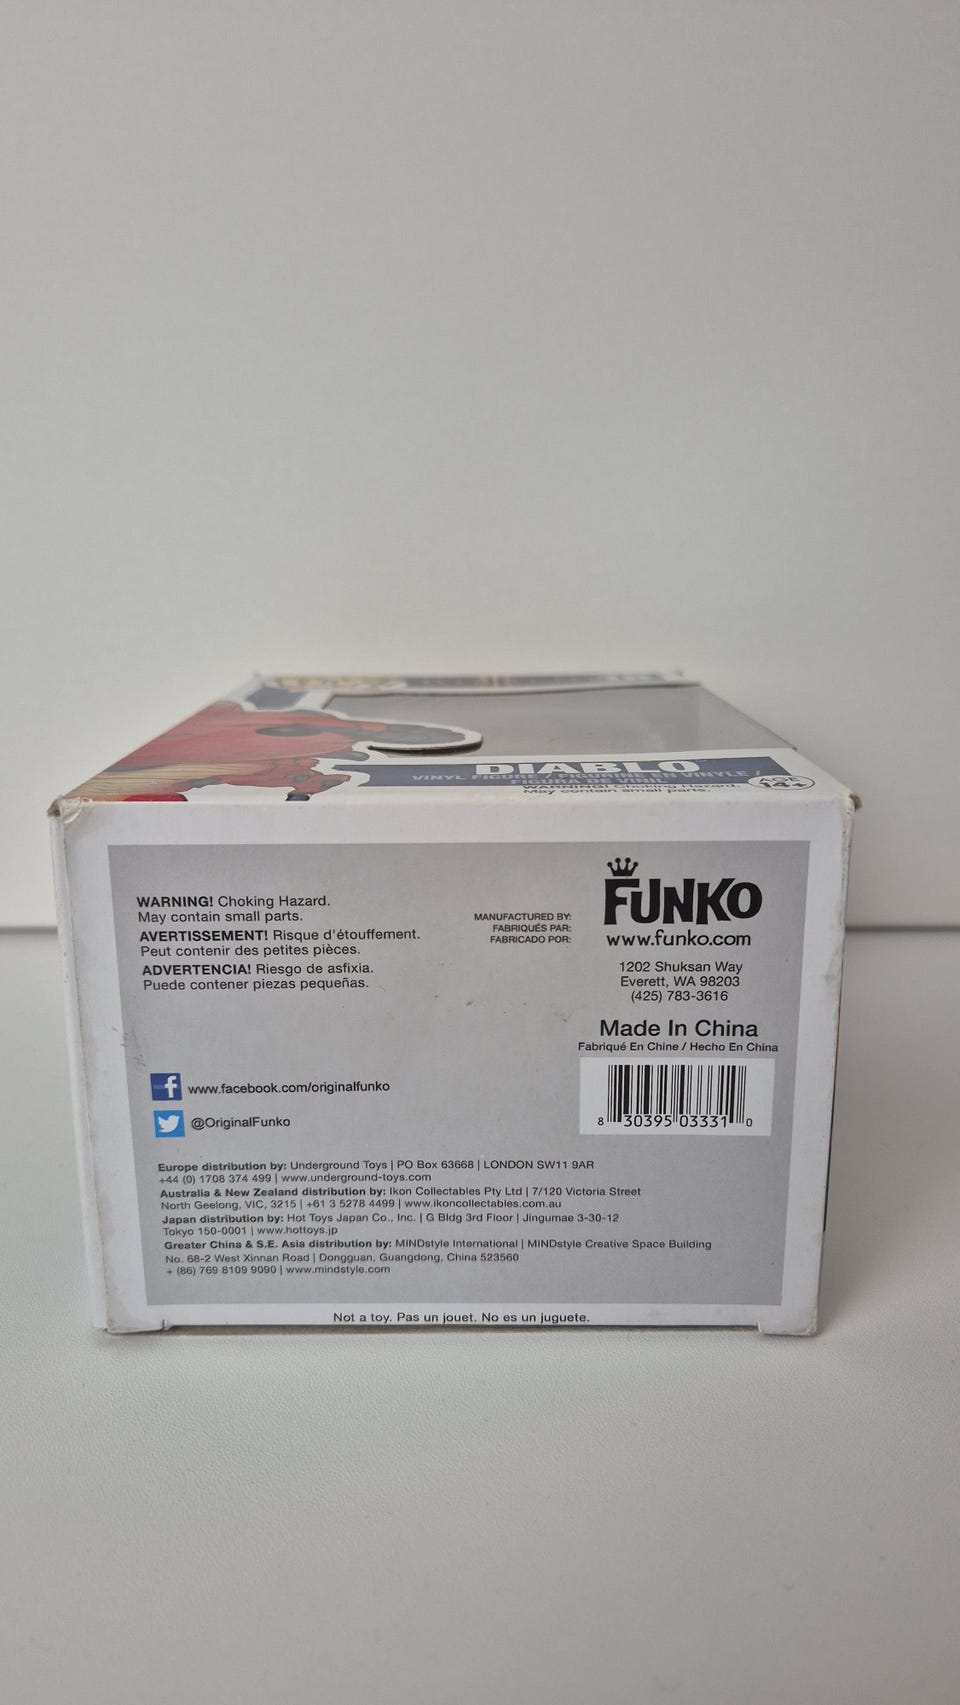 DIABLO
VINYL FIGURE / FIGURINE EN VINYLE /
FIGURA DE VINIL
WARNING! Choking Hazard.
May contain small parts.
AGE
14+
WARNING! Choking Hazard.
May contain small parts.
AVERTISSEMENT! Risque d'étouffement.
Peut contenir des petites pièces.
ADVERTENCIA! Riesgo de asfixia.
Puede contener piezas pequeñas.
MANUFACTURED BY:
FABRIQUÉS PAR:
FABRICADO POR:
FUNKO
www.funko.com
1202 Shuksan Way
Everett, WA 98203
(425) 783-3616
Made In China
Fabriqué En Chine / Hecho En China
8 30395 03331 0
f www.facebook.com/originalfunko
@OriginalFunko
Europe distribution by: Underground Toys | PO Box 63668 | LONDON SW11 9AR
+44 (0) 1708 374 499 | www.underground-toys.com
Australia & New Zealand distribution by: Ikon Collectables Pty Ltd | 7/120 Victoria Street
North Geelong, VIC, 3215 | +61 3 5278 4499 | www.ikoncollectables.com.au
Japan distribution by: Hot Toys Japan Co., Inc. | G Bldg 3rd Floor | Jingumae 3-30-12
Tokyo 150-0001 | www.hottoys.jp
Greater China & S.E. Asia distribution by: MINDstyle International | MINDstyle Creative Space Building
No. 68-2 West Xinnan Road | Dongguan, Guangdong, China 523560
+ (86) 769 8109 9090 | www.mindstyle.com
Not a toy. Pas un jouet. No es un juguete.